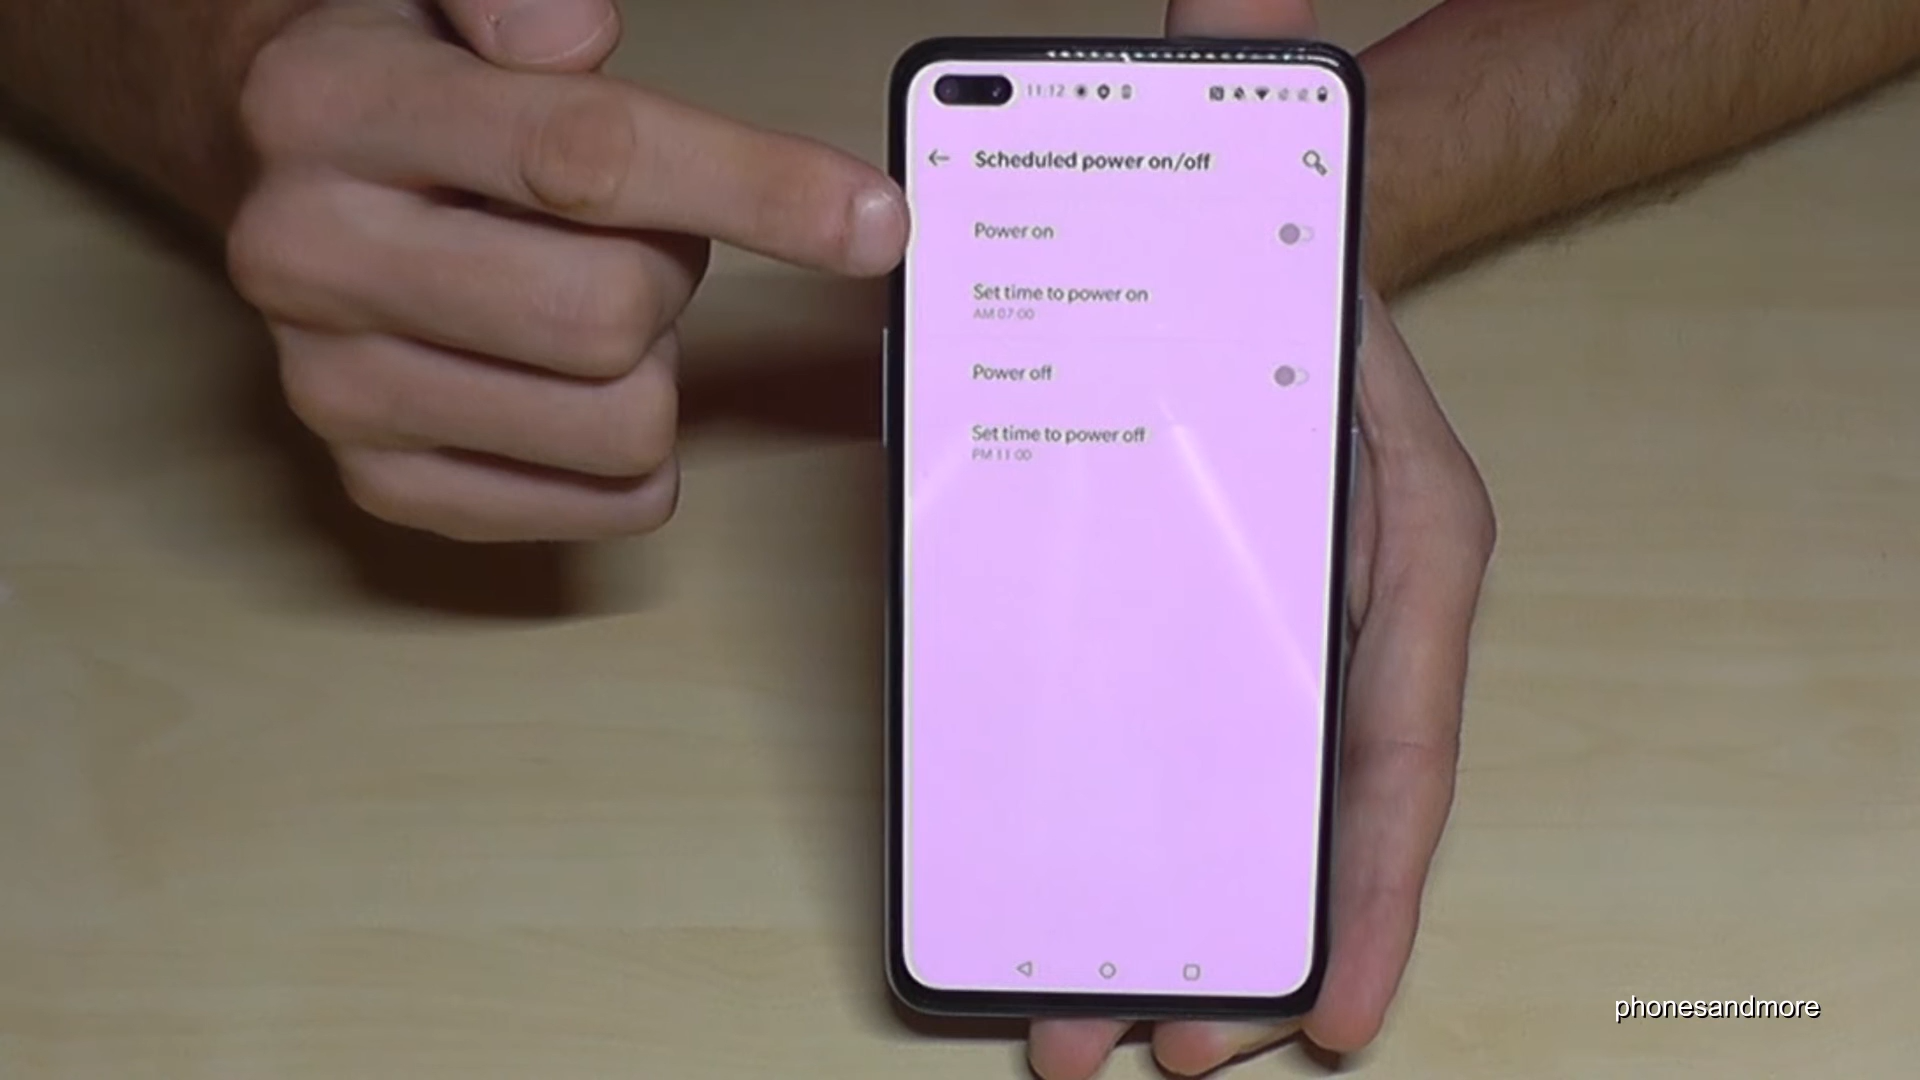 11:12
Scheduled power on/off
Power on
Set time to power on
AM 07:00
Power off
Set time to power off
PM 11:00
phonesandmore